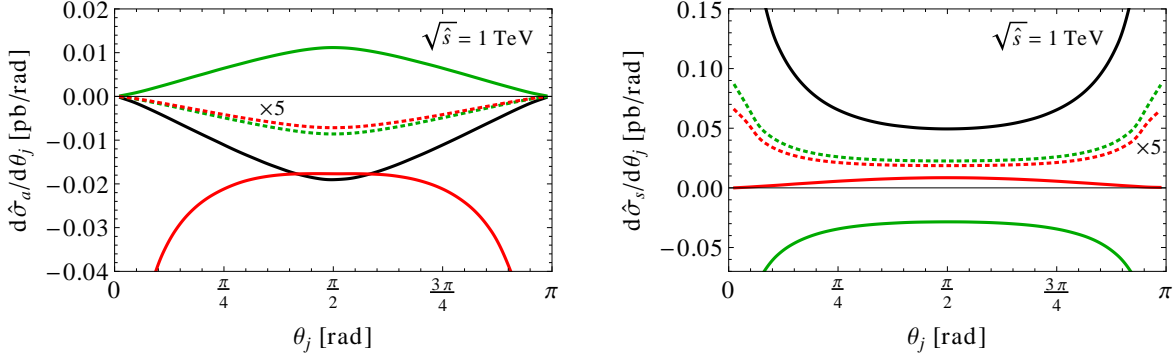 √ŝ = 1 TeV
dσ̂ₐ/dθⱼ [pb/rad]
0.02
0.01
0.00
−0.01
−0.02
−0.03
−0.04
×5
0 π/4 π/2 3π/4 π
θⱼ [rad]
√ŝ = 1 TeV
dσ̂ₛ/dθⱼ [pb/rad]
0.15
0.10
0.05
0.00
−0.05
×5
0 π/4 π/2 3π/4 π
θⱼ [rad]